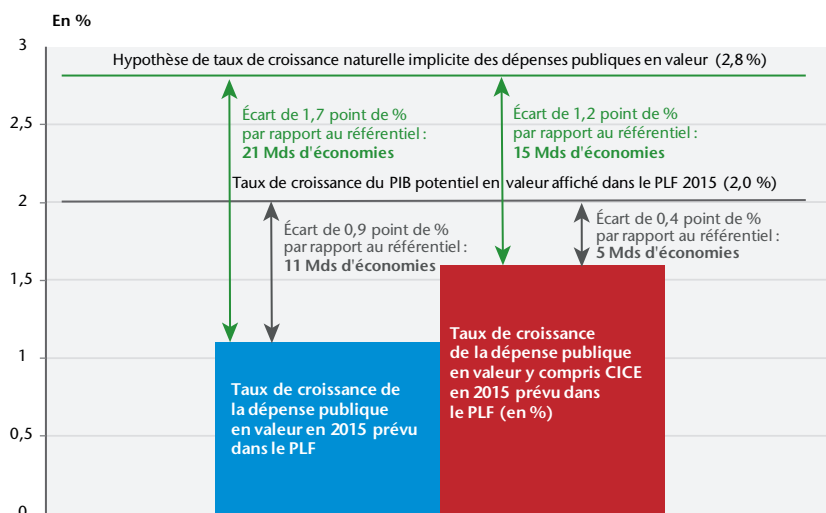 En %
3
Hypothèse de taux de croissance naturelle implicite des dépenses publiques en valeur (2,8 %)
Écart de 1,7 point de %
par rapport au référentiel :
21 Mds d'économies
Écart de 1,2 point de %
par rapport au référentiel :
15 Mds d'économies
2,5
Taux de croissance du PIB potentiel en valeur affiché dans le PLF 2015 (2,0 %)
2
Écart de 0,9 point de %
par rapport au référentiel :
11 Mds d'économies
Écart de 0,4 point de %
par rapport au référentiel :
5 Mds d'économies
1,5
Taux de croissance
de la dépense publique
en valeur y compris CICE
en 2015 prévu dans
le PLF (en %)
1
Taux de croissance de
la dépense publique
en valeur en 2015 prévu
dans le PLF
0,5
0